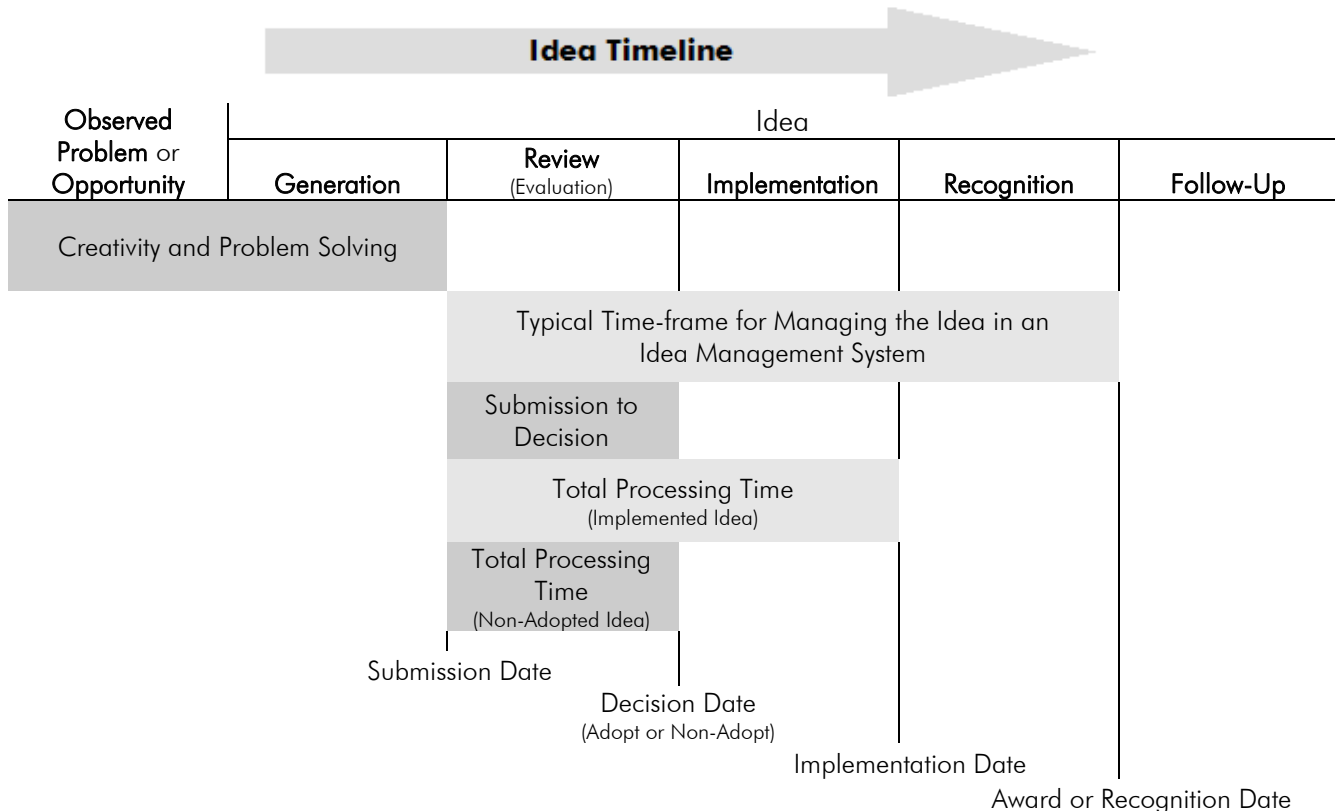 Idea Timeline
Observed
Problem or
Opportunity
Idea
Generation
Review
(Evaluation)
Implementation
Recognition
Follow-Up
Creativity and Problem Solving
Typical Time-frame for Managing the Idea in an
Idea Management System
Submission to
Decision
Total Processing Time
(Implemented Idea)
Total Processing
Time
(Non-Adopted Idea)
Submission Date
Decision Date
(Adopt or Non-Adopt)
Implementation Date
Award or Recognition Date